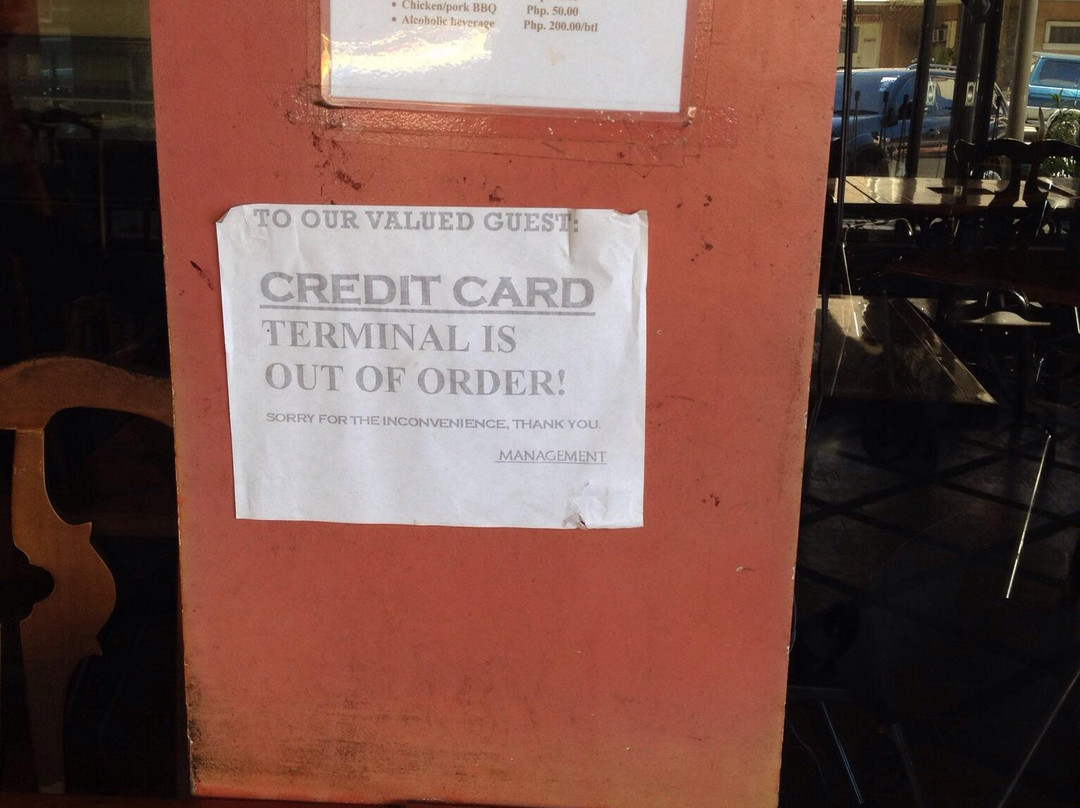 • Chicken/pork BBQ Php. 50.00
• Alcoholic beverage Php. 200.00/btl
TO OUR VALUED GUEST:
CREDIT CARD
TERMINAL IS
OUT OF ORDER!
SORRY FOR THE INCONVENIENCE, THANK YOU.
MANAGEMENT